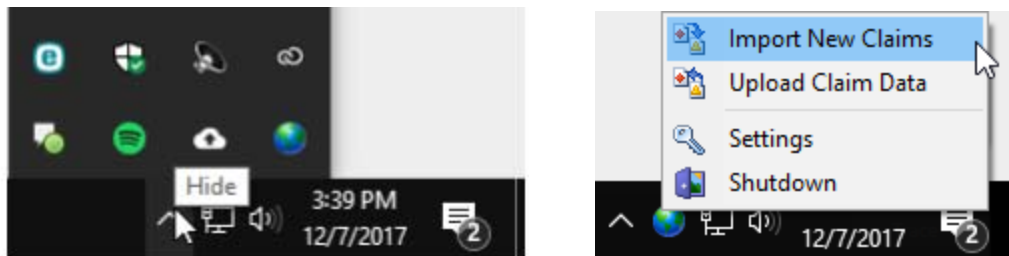 Hide
3:39 PM
12/7/2017
2
Import New Claims
Upload Claim Data
Settings
Shutdown
12/7/2017
2